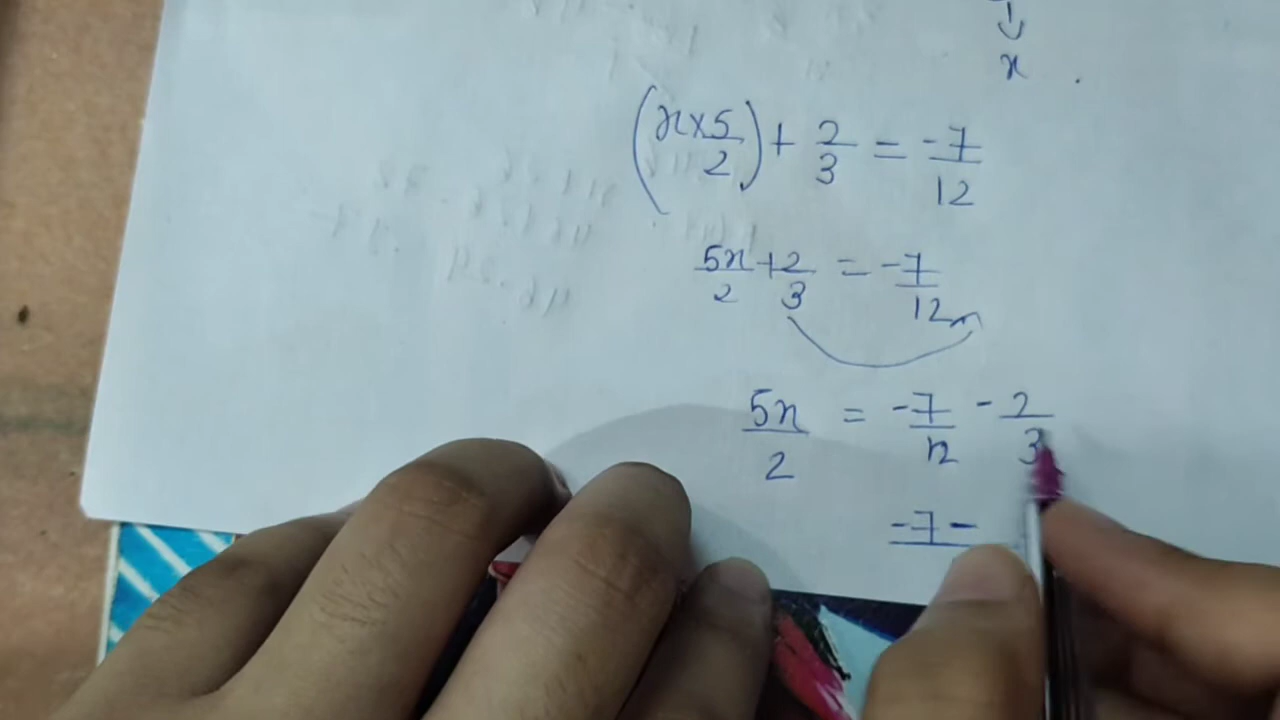 ↓
x
(x×5/2) + 2/3 = -7/12
5x/2 + 2/3 = -7/12
5x/2 = -7/12 - 2/3
-7 -